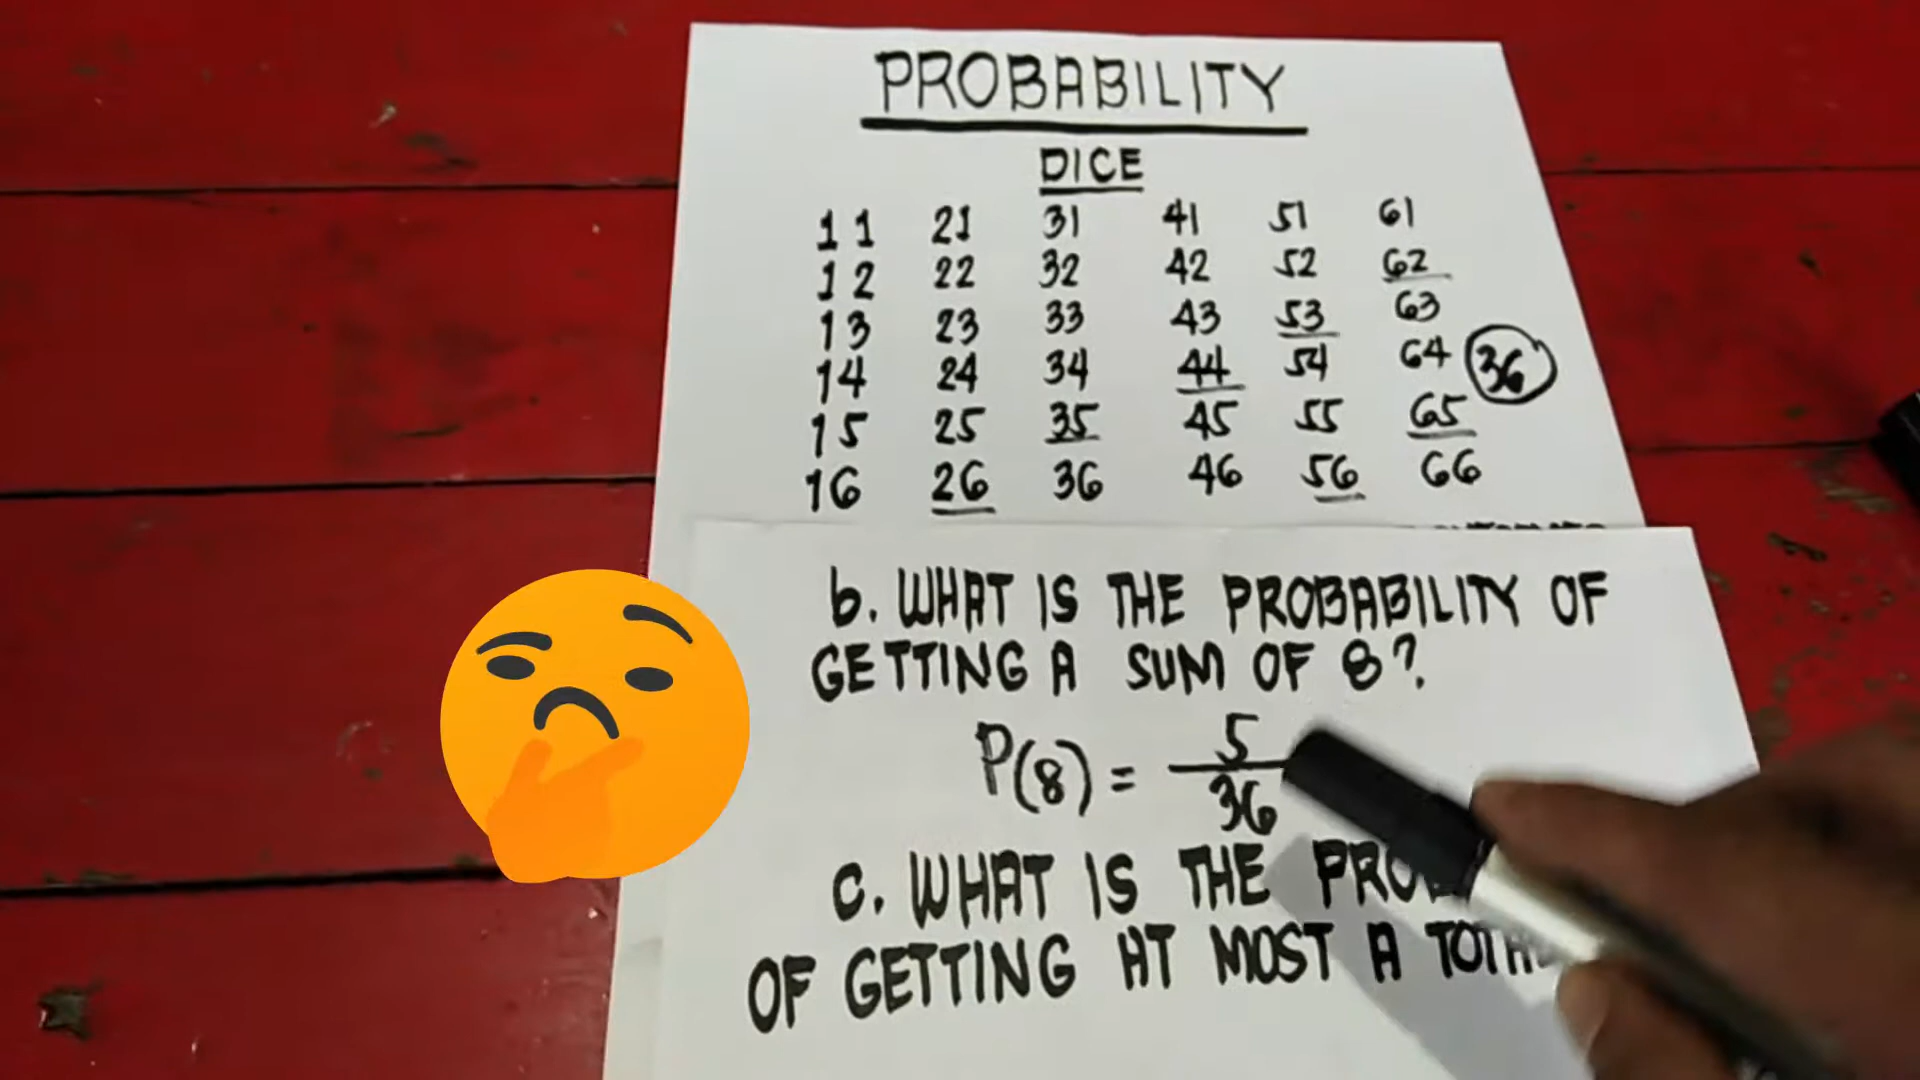 PROBABILITY
DICE
11 21 31 41 51 61
12 22 32 42 52 62
13 23 33 43 53 63
14 24 34 44 54 64
36
15 25 35 45 55 65
16 26 36 46 56 66
b. WHAT IS THE PROBABILITY OF
GETTING A SUM OF 8?
P(8) = 5/36
c. WHAT IS THE
OF GETTING AT MOST A